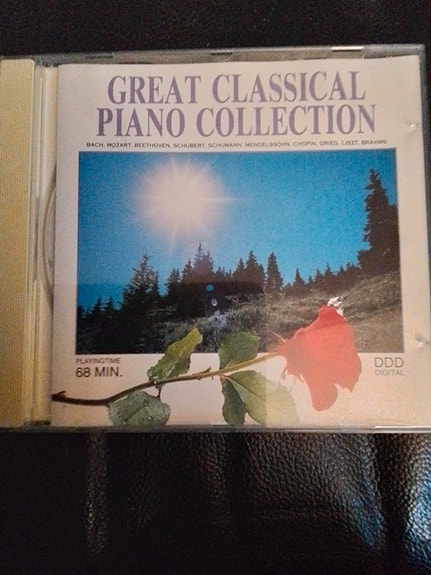 GREAT CLASSICAL
PIANO COLLECTION
BACH, MOZART, BEETHOVEN, SCHUBERT, SCHUMANN, MENDELSSOHN, CHOPIN, GRIEG, LISZT, BRAHMS
PLAYINGTIME
68 MIN.
DDD
DIGITAL